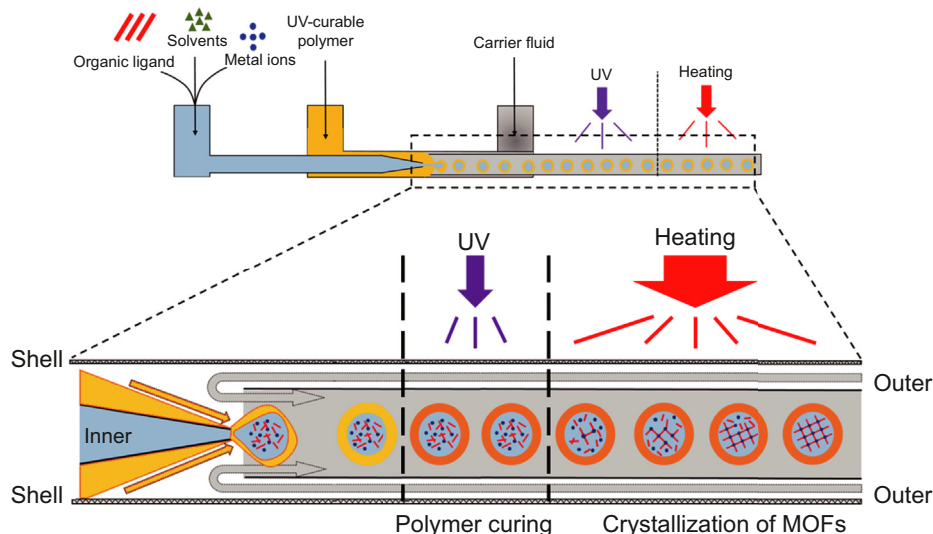 Organic ligand
Solvents
Metal ions
UV-curable
polymer
Carrier fluid
UV
Heating
UV
Heating
Shell
Outer
Inner
Shell
Outer
Polymer curing
Crystallization of MOFs